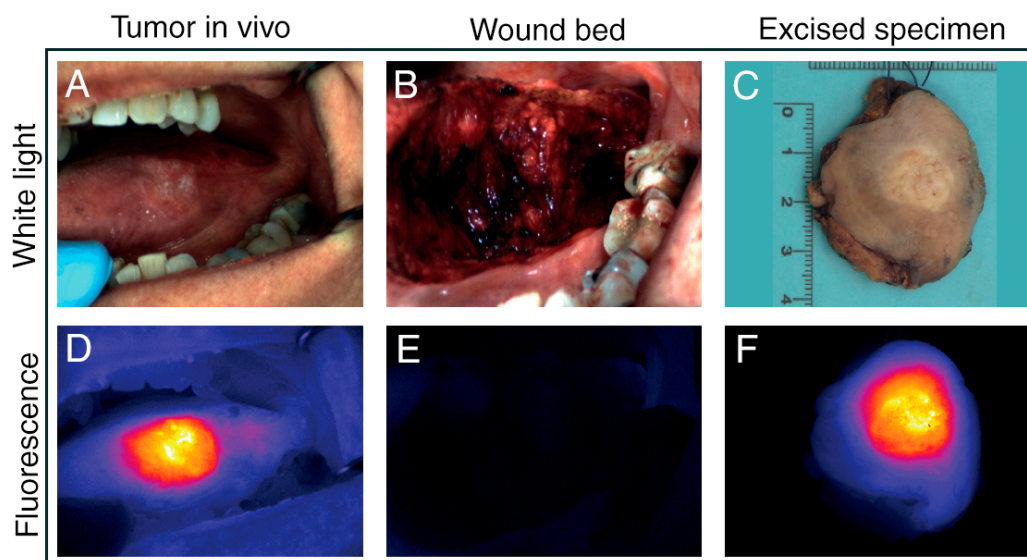 Tumor in vivo
Wound bed
Excised specimen
White light
A
B
C
0
1
2
3
4
Fluorescence
D
E
F